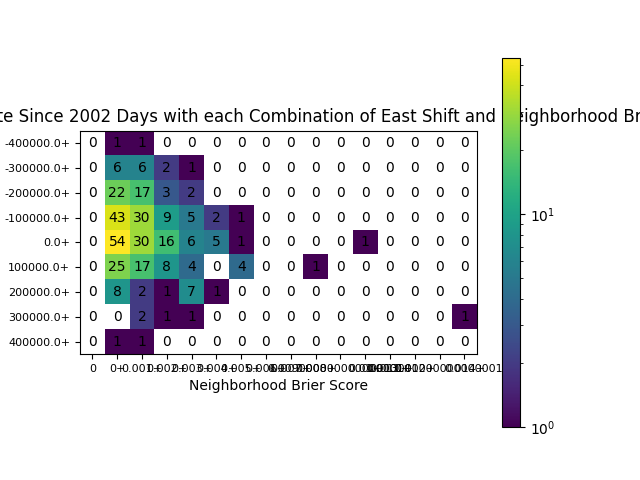 te Since 2002 Days with each Combination of East Shift and Neighborhood Br
-400000.0+ 0 1 1 0 0 0 0 0 0 0 0 0 0 0 0 0
-300000.0+ 0 6 6 2 1 0 0 0 0 0 0 0 0 0 0 0
-200000.0+ 0 22 17 3 2 0 0 0 0 0 0 0 0 0 0 0
-100000.0+ 0 43 30 9 5 2 1 0 0 0 0 0 0 0 0 0
0.0+ 0 54 30 16 6 5 1 0 0 0 0 1 0 0 0 0
100000.0+ 0 25 17 8 4 0 4 0 0 1 0 0 0 0 0 0
200000.0+ 0 8 2 1 7 1 0 0 0 0 0 0 0 0 0 0
300000.0+ 0 0 2 1 1 0 0 0 0 0 0 0 0 0 0 1
400000.0+ 0 1 1 0 0 0 0 0 0 0 0 0 0 0 0 0
0 0+ 0.001+
Neighborhood Brier Score
10¹
10⁰